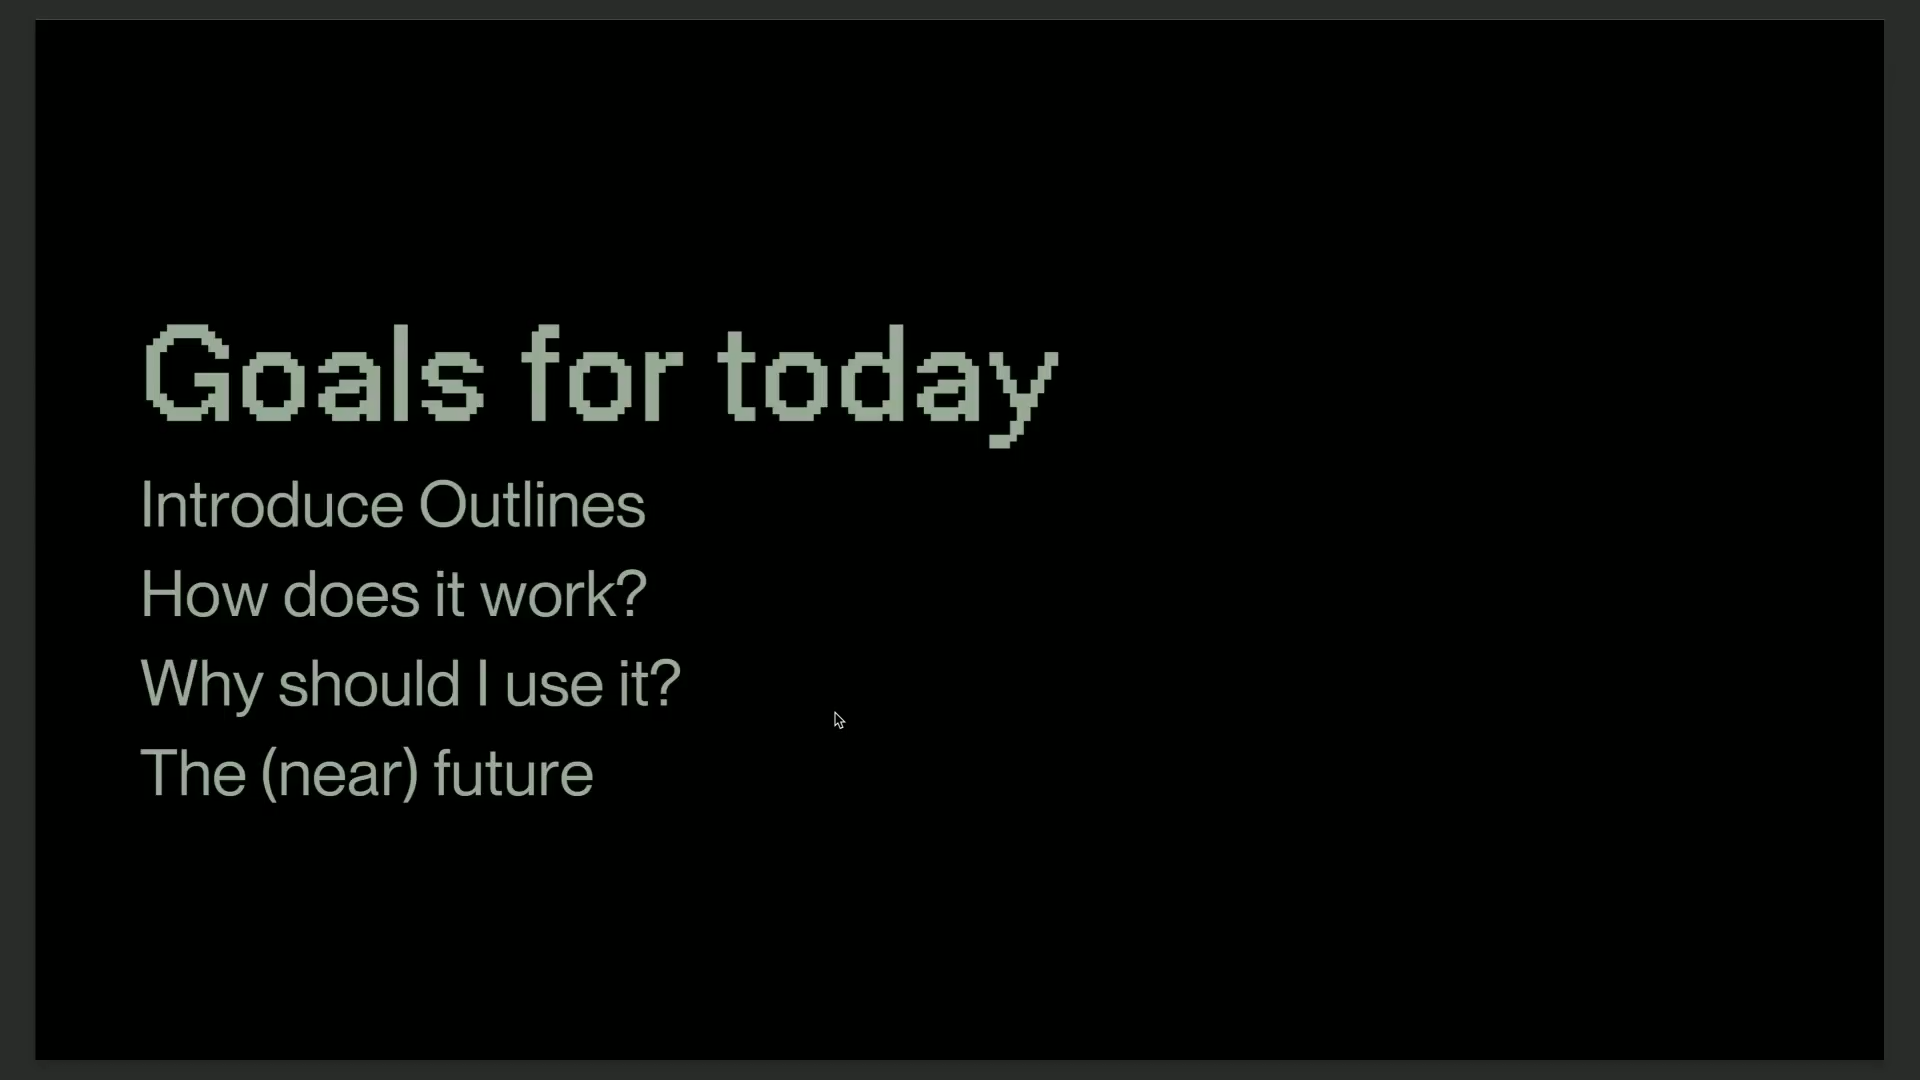 Goals for today
Introduce Outlines
How does it work?
Why should I use it?
The (near) future